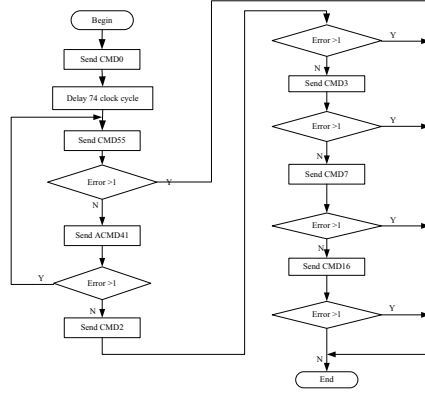 Begin
Send CMD0
Delay 74 clock cycle
Send CMD55
Error >1
Y
N
Send ACMD41
Y
Error >1
N
Send CMD2
Error >1
Y
N
Send CMD3
Error >1
Y
N
Send CMD7
Error >1
Y
N
Send CMD16
Error >1
Y
N
End